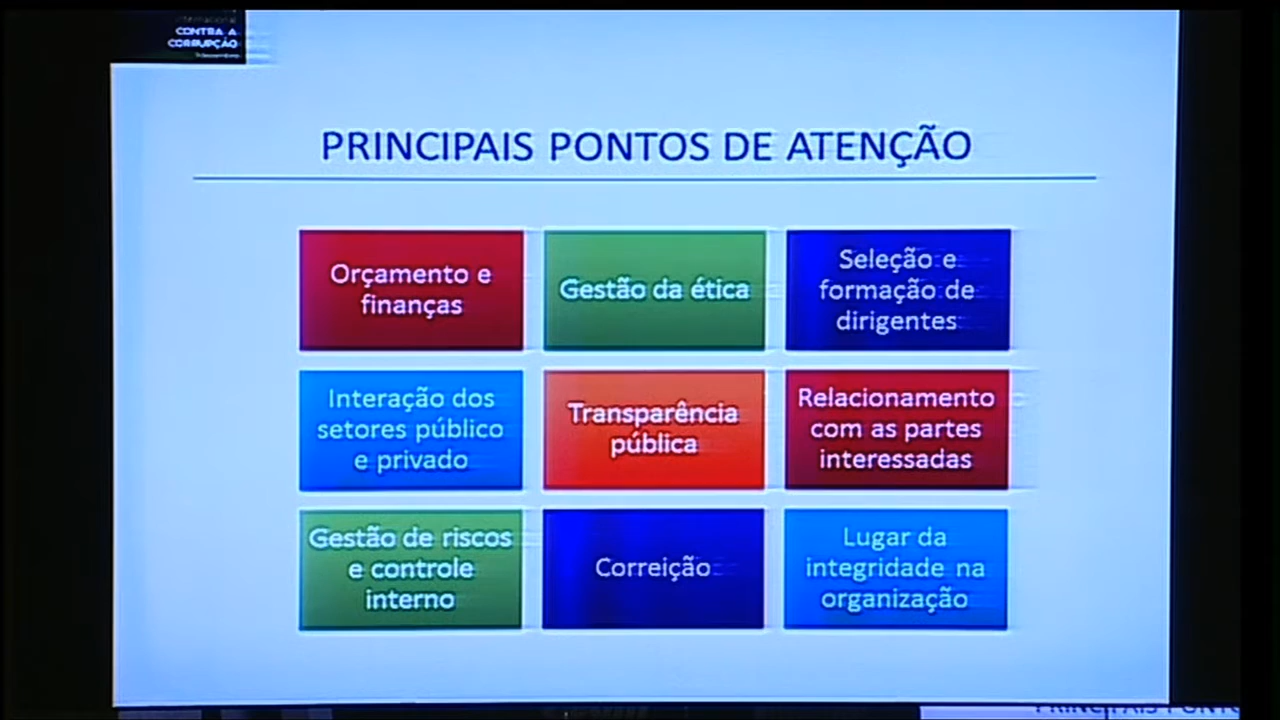 internacional
CONTRA A
CORRUPÇÃO
PRINCIPAIS PONTOS DE ATENÇÃO
Orçamento e
finanças
Gestão da ética
Seleção e
formação de
dirigentes
Interação dos
setores público
e privado
Transparência
pública
Relacionamento
com as partes
interessadas
Gestão de riscos
e controle
interno
Correição
Lugar da
integridade na
organização